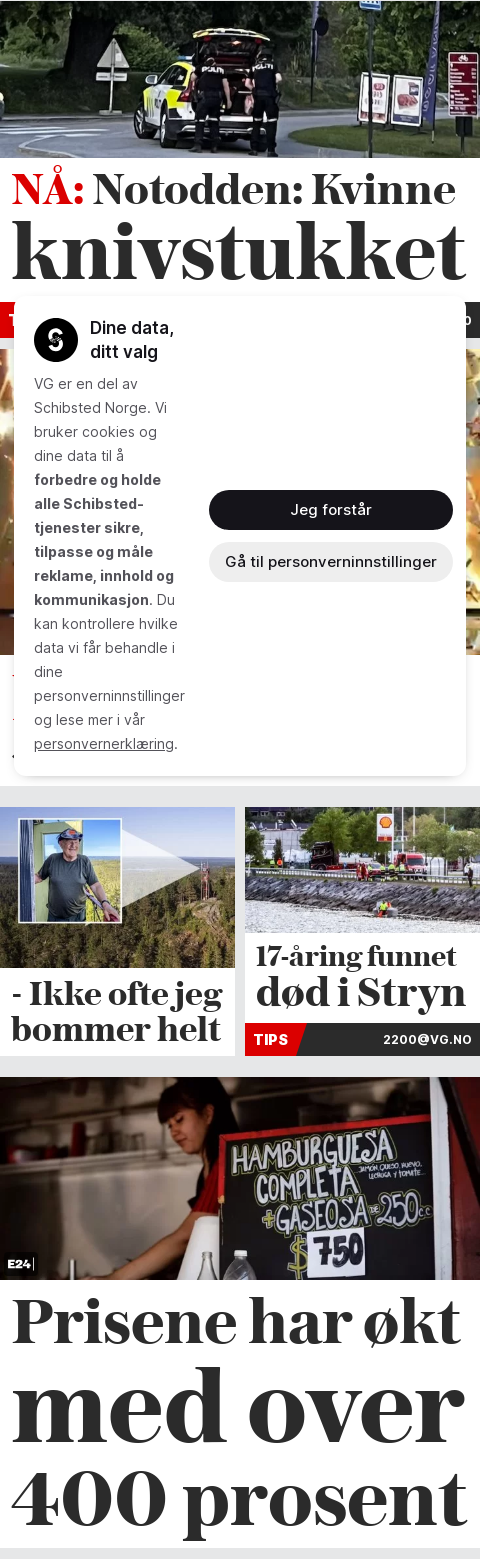 POLITI
POLITI
NÅ: Notodden: Kvinne
knivstukket
Dine data,
ditt valg
VG er en del av
Schibsted Norge. Vi
bruker cookies og
dine data til å
forbedre og holde
alle Schibsted-
tjenester sikre,
tilpasse og måle
reklame, innhold og
kommunikasjon. Du
kan kontrollere hvilke
data vi får behandle i
dine
personverninnstillinger
og lese mer i vår
personvernerklæring.
Jeg forstår
Gå til personverninnstillinger
- Ikke ofte jeg
bommer helt
17-åring funnet
død i Stryn
TIPS 2200@VG.NO
HAMBURGUESA
COMPLETA
JAMÓN, QUESO, HUEVO,
LECHUGA Y TOMATE...
+GASEOSA DE 250 C.C
$ 750
E24
Prisene har økt
med over
400 prosent